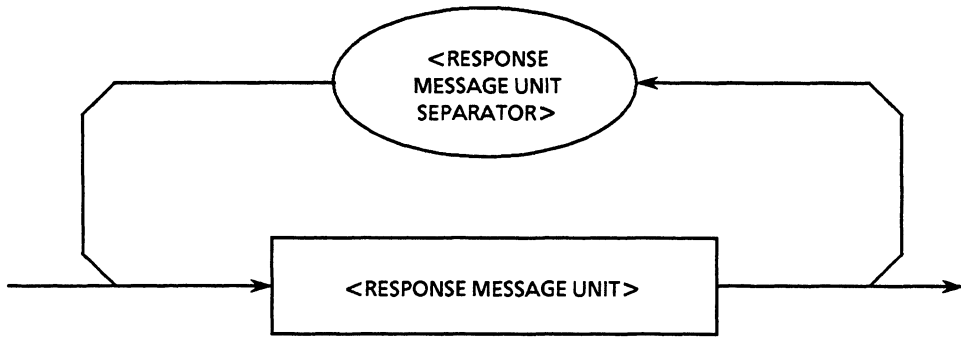 <RESPONSE
MESSAGE UNIT
SEPARATOR>
<RESPONSE MESSAGE UNIT>